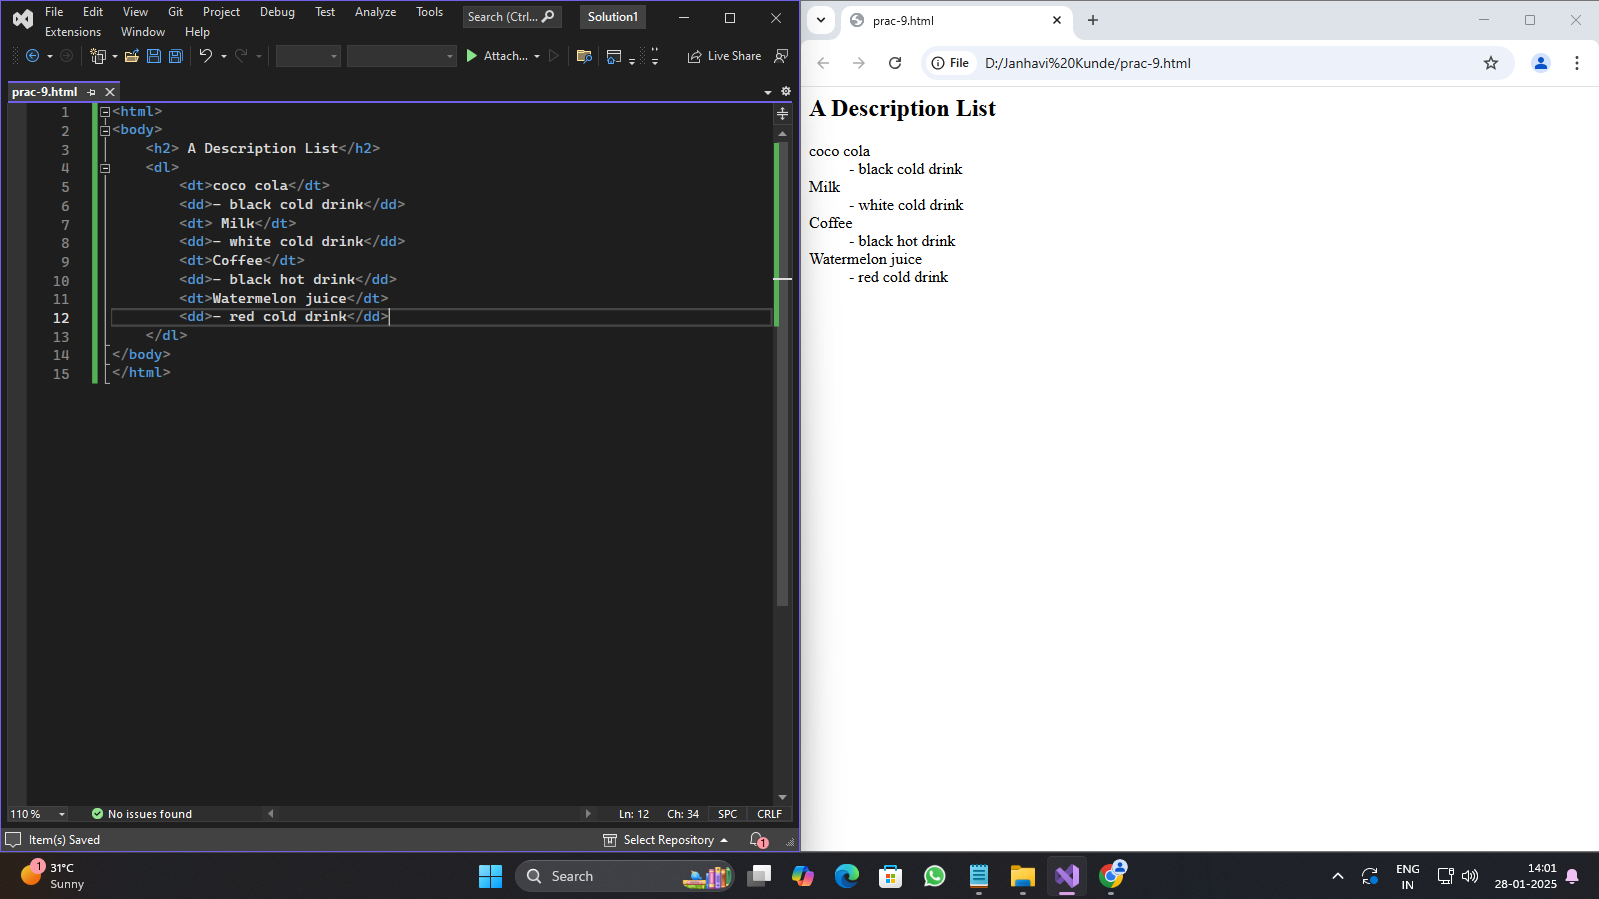 File Edit View Git Project Debug Test Analyze Tools Search (Ctrl... Solution1
Extensions Window Help
Attach... Live Share
prac-9.html
1 <html>
2 <body>
3 <h2> A Description List</h2>
4 <dl>
5 <dt>coco cola</dt>
6 <dd>- black cold drink</dd>
7 <dt> Milk</dt>
8 <dd>- white cold drink</dd>
9 <dt>Coffee</dt>
10 <dd>- black hot drink</dd>
11 <dt>Watermelon juice</dt>
12 <dd>- red cold drink</dd>
13 </dl>
14 </body>
15 </html>
110 % No issues found Ln: 12 Ch: 34 SPC CRLF
Item(s) Saved Select Repository 1
prac-9.html
File D:/Janhavi%20Kunde/prac-9.html
A Description List
coco cola
- black cold drink
Milk
- white cold drink
Coffee
- black hot drink
Watermelon juice
- red cold drink
1 31°C
Sunny
Search
ENG
IN
14:01
28-01-2025